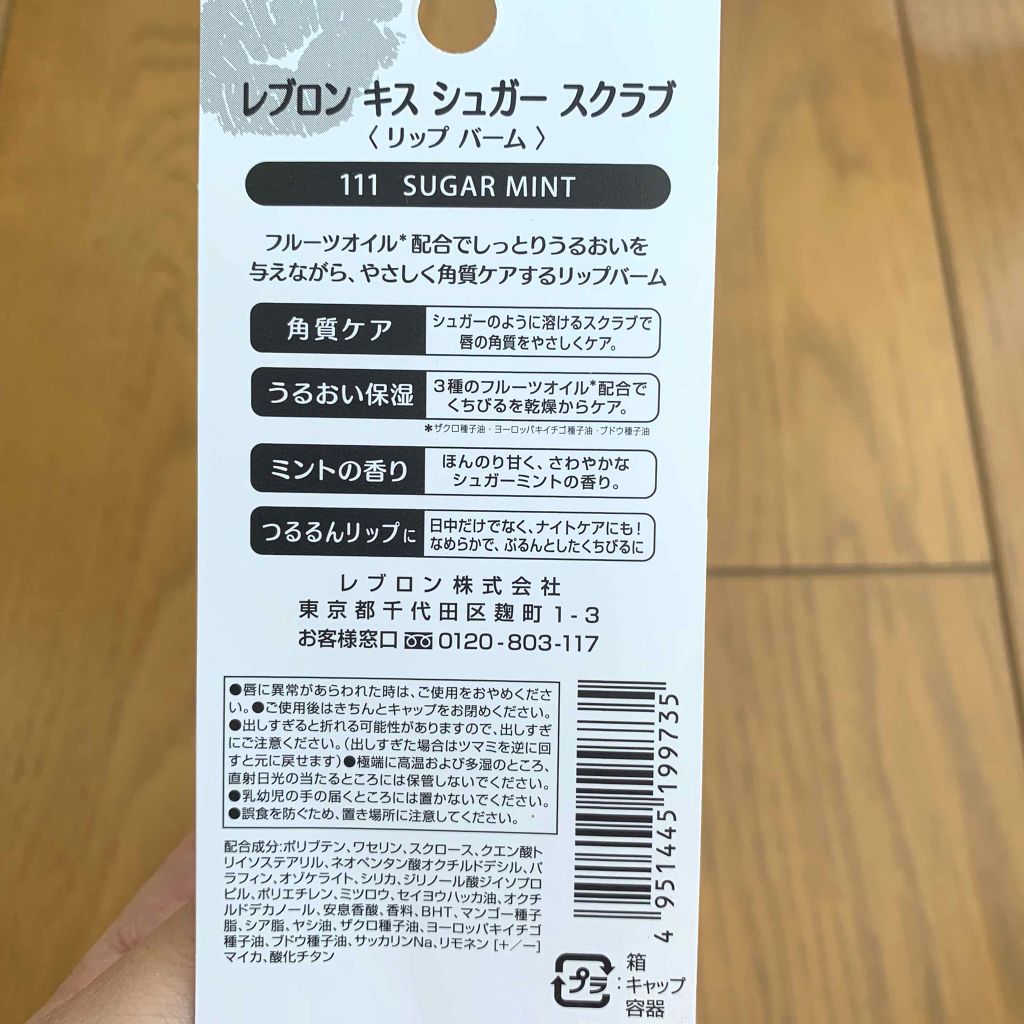 レブロン キス シュガー スクラブ
〈 リップ バーム 〉
111 SUGAR MINT
フルーツオイル*配合でしっとりうるおいを
与えながら、やさしく角質ケアするリップバーム
角質ケア
シュガーのように溶けるスクラブで
唇の角質をやさしくケア。
うるおい保湿
3種のフルーツオイル*配合で
くちびるを乾燥からケア。
*ザクロ種子油・ヨーロッパキイチゴ種子油・ブドウ種子油
ミントの香り
ほんのり甘く、さわやかな
シュガーミントの香り。
つるるんリップに
日中だけでなく、ナイトケアにも!
なめらかで、ぷるんとしたくちびるに
レブロン株式会社
東京都千代田区麹町1-3
お客様窓口 0120-803-117
●唇に異常があらわれた時は、ご使用をおやめくださ
い。●ご使用後はきちんとキャップをお閉めください。
●出しすぎると折れる可能性がありますので、出しすぎ
にご注意ください。(出しすぎた場合はツマミを逆に回
すと元に戻せます)●極端に高温および多湿のところ、
直射日光の当たるところには保管しないでください。
●乳幼児の手の届くところには置かないでください。
●誤食を防ぐため、置き場所に注意してください。
配合成分:ポリブテン、ワセリン、スクロース、クエン酸ト
リイソステアリル、ネオペンタン酸オクチルドデシル、パ
ラフィン、オゾケライト、シリカ、ジリノール酸ジイソプロ
ピル、ポリエチレン、ミツロウ、セイヨウハッカ油、オクチ
ルドデカノール、安息香酸、香料、BHT、マンゴー種子
脂、シア脂、ヤシ油、ザクロ種子油、ヨーロッパキイチゴ
種子油、ブドウ種子油、サッカリンNa、リモネン [+/-]
マイカ、酸化チタン
4 951445 199735
プラ
:
箱
キャップ
容器